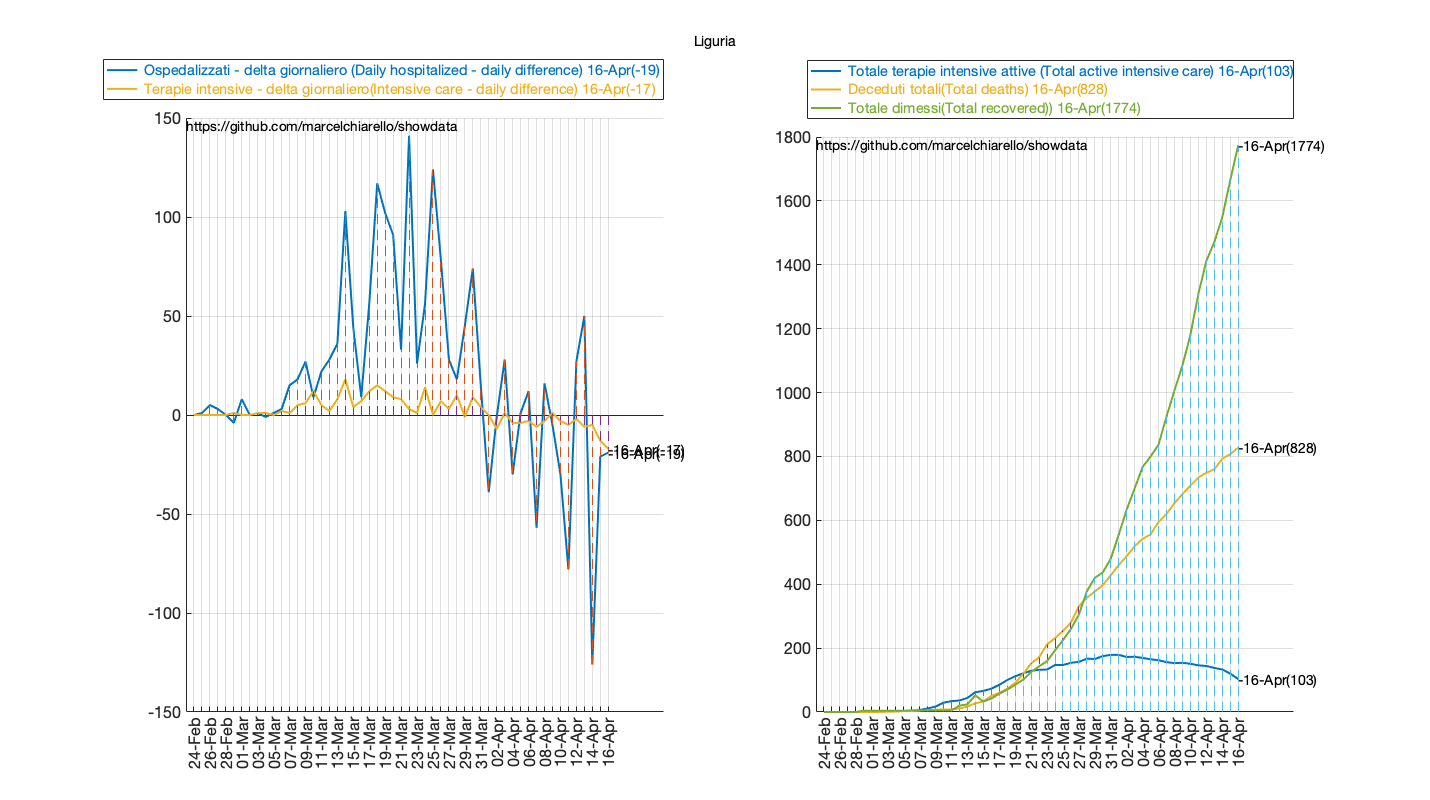 Liguria
Ospedalizzati - delta giornaliero (Daily hospitalized - daily difference) 16-Apr(-19)
Terapie intensive - delta giornaliero(Intensive care - daily difference) 16-Apr(-17)
150
https://github.com/marcelchiarello/showdata
100
50
0
-50
-100
-150
-16-Apr(-17)
-16-Apr(-19)
24-Feb
26-Feb
28-Feb
01-Mar
03-Mar
05-Mar
07-Mar
09-Mar
11-Mar
13-Mar
15-Mar
17-Mar
19-Mar
21-Mar
23-Mar
25-Mar
27-Mar
29-Mar
31-Mar
02-Apr
04-Apr
06-Apr
08-Apr
10-Apr
12-Apr
14-Apr
16-Apr
Totale terapie intensive attive (Total active intensive care) 16-Apr(103)
Deceduti totali(Total deaths) 16-Apr(828)
Totale dimessi(Total recovered)) 16-Apr(1774)
1800
https://github.com/marcelchiarello/showdata
1600
1400
1200
1000
800
600
400
200
0
-16-Apr(1774)
-16-Apr(828)
-16-Apr(103)
24-Feb
26-Feb
28-Feb
01-Mar
03-Mar
05-Mar
07-Mar
09-Mar
11-Mar
13-Mar
15-Mar
17-Mar
19-Mar
21-Mar
23-Mar
25-Mar
27-Mar
29-Mar
31-Mar
02-Apr
04-Apr
06-Apr
08-Apr
10-Apr
12-Apr
14-Apr
16-Apr